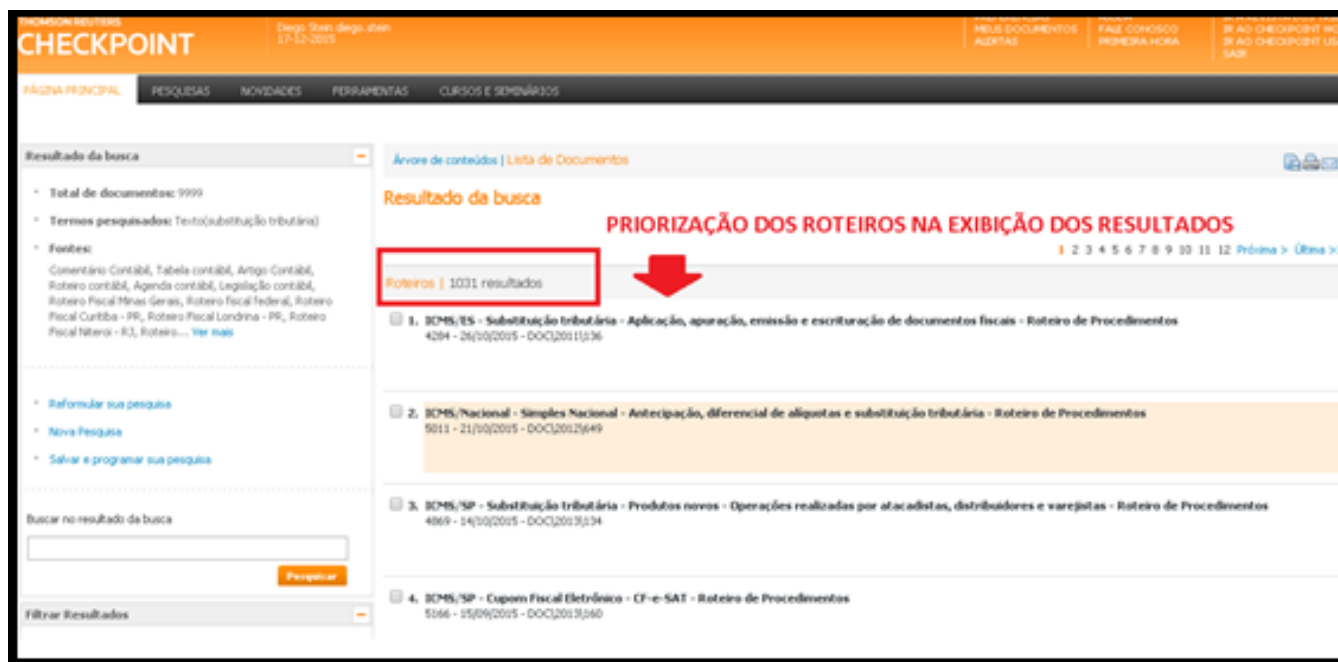 THOMSON REUTERS
CHECKPOINT
Diego Stein diego.stein
17-12-2015
MEUS DOCUMENTOS
ALERTAS
FALE CONOSCO
PRIMEIRA HORA
IR AO CHECKPOINT
SAIR
PÁGINA PRINCIPAL PESQUISAS NOVIDADES FERRAMENTAS CURSOS E SEMINÁRIOS
Resultado da busca
Total de documentos: 9999
Termos pesquisados: Texto(substituição tributária)
Fontes:
Comentário Contábil, Tabela contábil, Artigo Contábil,
Roteiro contábil, Agenda contábil, Legislação contábil,
Roteiro Fiscal Minas Gerais, Roteiro fiscal federal, Roteiro
Fiscal Curitiba - PR, Roteiro Fiscal Londrina - PR, Roteiro
Fiscal Niteroi - RJ, Roteiro... Ver mais
Reformular sua pesquisa
Nova Pesquisa
Salvar e programar sua pesquisa
Buscar no resultado da busca
Pesquisar
Filtrar Resultados
Árvore de conteúdos | Lista de Documentos
Resultado da busca
PRIORIZAÇÃO DOS ROTEIROS NA EXIBIÇÃO DOS RESULTADOS
1 2 3 4 5 6 7 8 9 10 11 12 Próxima > Última >
Roteiros | 1031 resultados
1. ICMS/ES - Substituição tributária - Aplicação, apuração, emissão e escrituração de documentos fiscais - Roteiro de Procedimentos
4284 - 26/10/2015 - DOC\2011\136
2. ICMS/Nacional - Simples Nacional - Antecipação, diferencial de alíquotas e substituição tributária - Roteiro de Procedimentos
5011 - 21/10/2015 - DOC\2012\649
3. ICMS/SP - Substituição tributária - Produtos novos - Operações realizadas por atacadistas, distribuidores e varejistas - Roteiro de Procedimentos
4869 - 14/10/2015 - DOC\2013\134
4. ICMS/SP - Cupom Fiscal Eletrônico - CF-e-SAT - Roteiro de Procedimentos
5166 - 15/09/2015 - DOC\2013\160